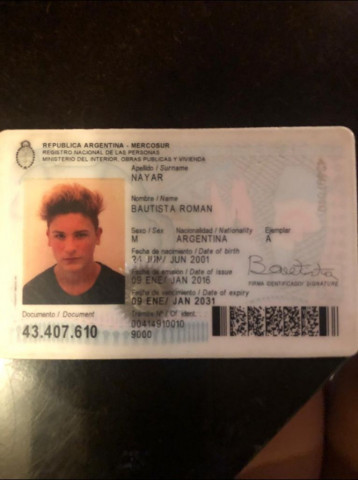 REPUBLICA ARGENTINA - MERCOSUR
REGISTRO NACIONAL DE LAS PERSONAS
MINISTERIO DEL INTERIOR, OBRAS PUBLICAS Y VIVIENDA
Apellido / Surname
NAYAR
Nombre / Name
BAUTISTA ROMAN
Sexo / Sex Nacionalidad / Nationality Ejemplar
M ARGENTINA A
Fecha de nacimiento / Date of birth
JUN/ JUN 2001
Fecha de emisión / Date of issue
09 ENE/ JAN 2016
Fecha de vencimiento / Date of expiry
09 ENE/ JAN 2031
Bautista
FIRMA IDENTIFICADO / SIGNATURE
Documento / Document
43.407.610
Trámite Nº / Of. ident.
00414910010
9000